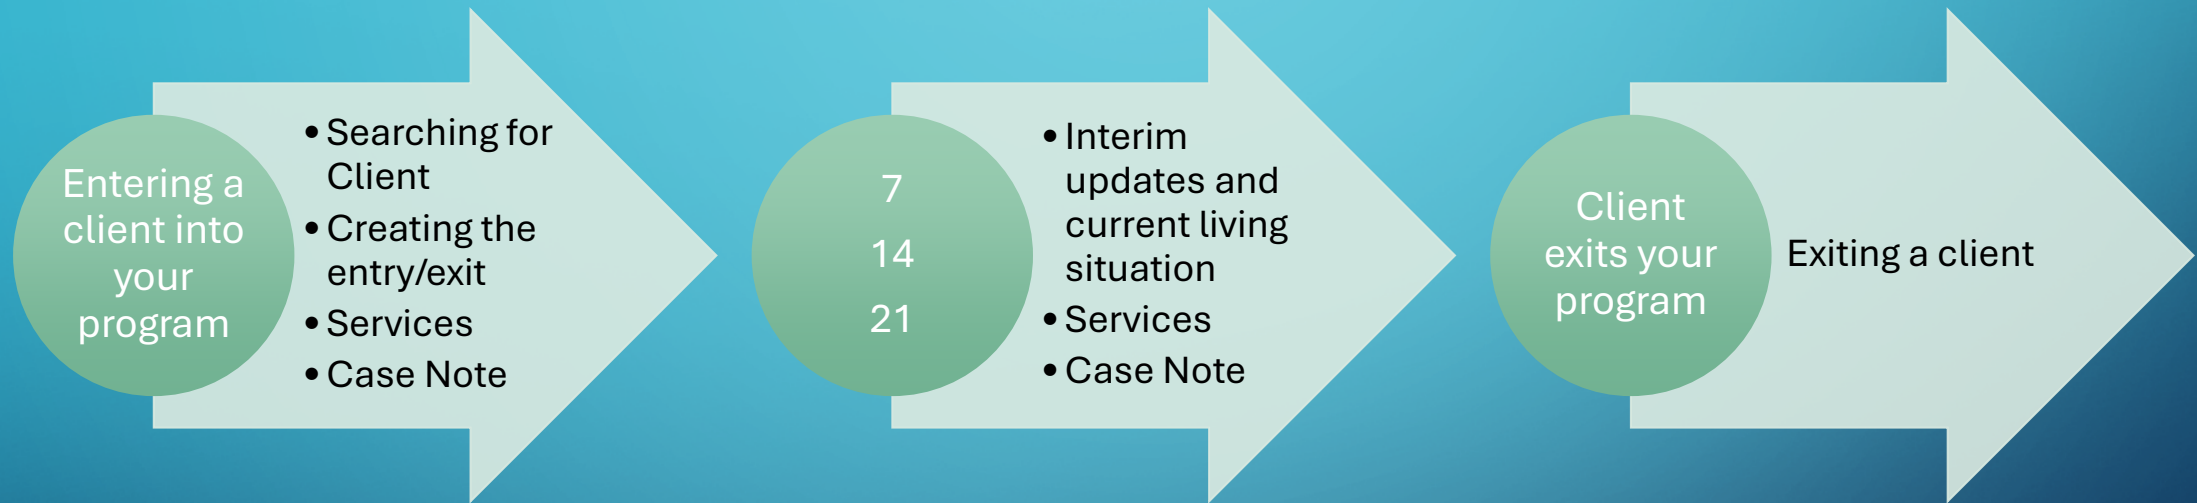 Entering a
client into
your
program
•Searching for
Client
•Creating the
entry/exit
•Services
•Case Note
7
14
21
•Interim
updates and
current living
situation
•Services
•Case Note
Client
exits your
program
Exiting a client